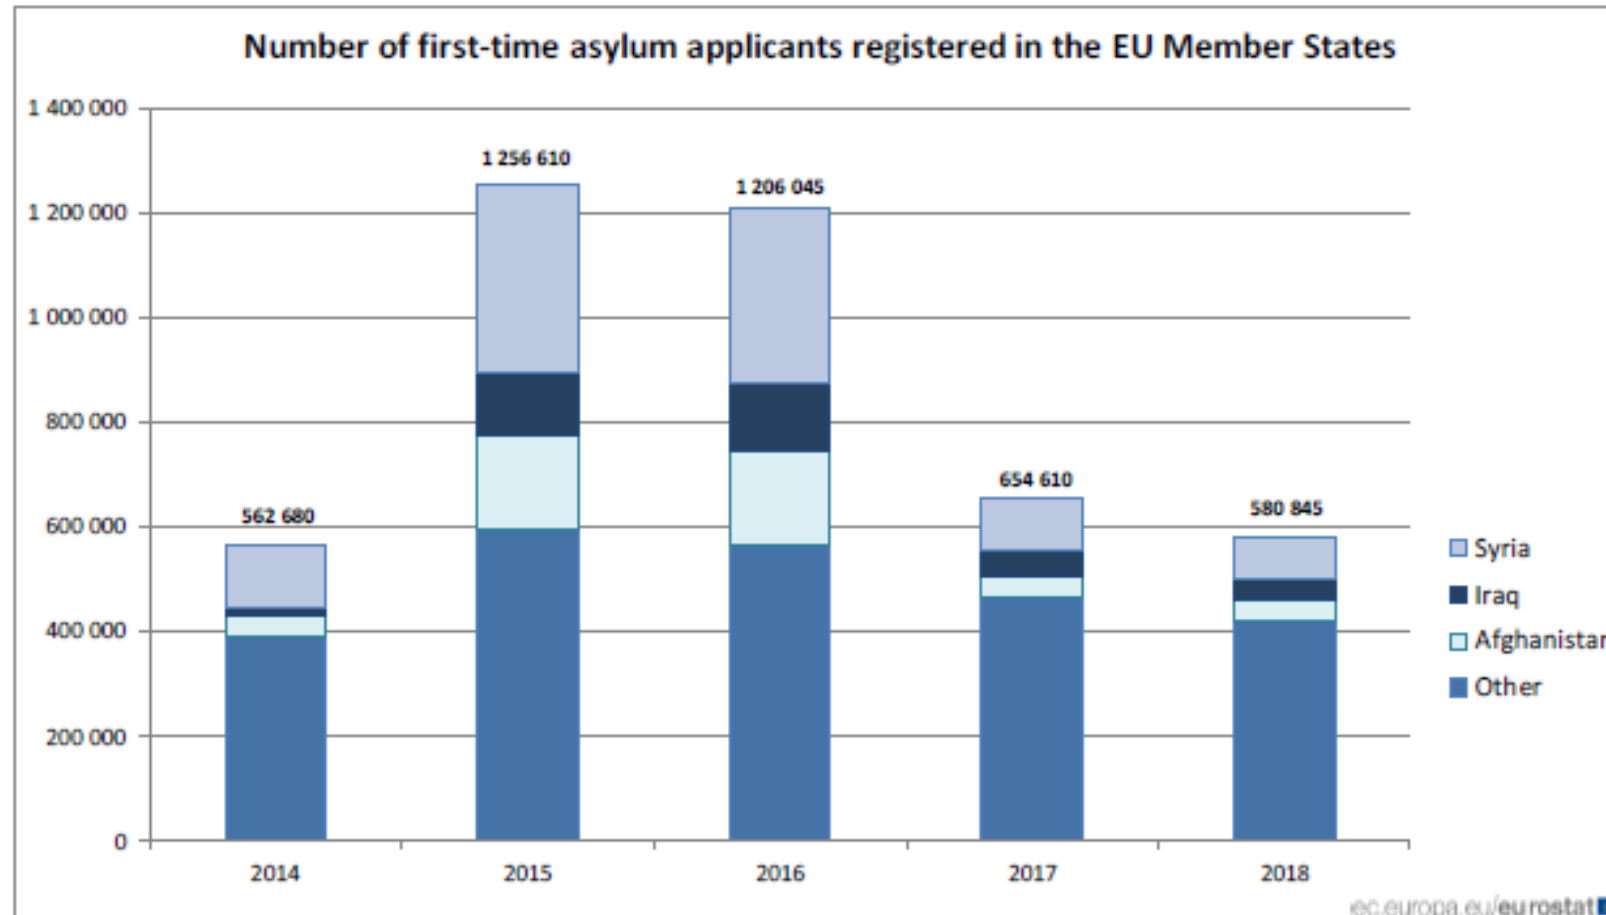 Number of first-time asylum applicants registered in the EU Member States
1 400 000
1 200 000
1 000 000
800 000
600 000
400 000
200 000
0
562 680
1 256 610
1 206 045
654 610
580 845
2014
2015
2016
2017
2018
Syria
Iraq
Afghanistan
Other
ec.europa.eu/eurostat